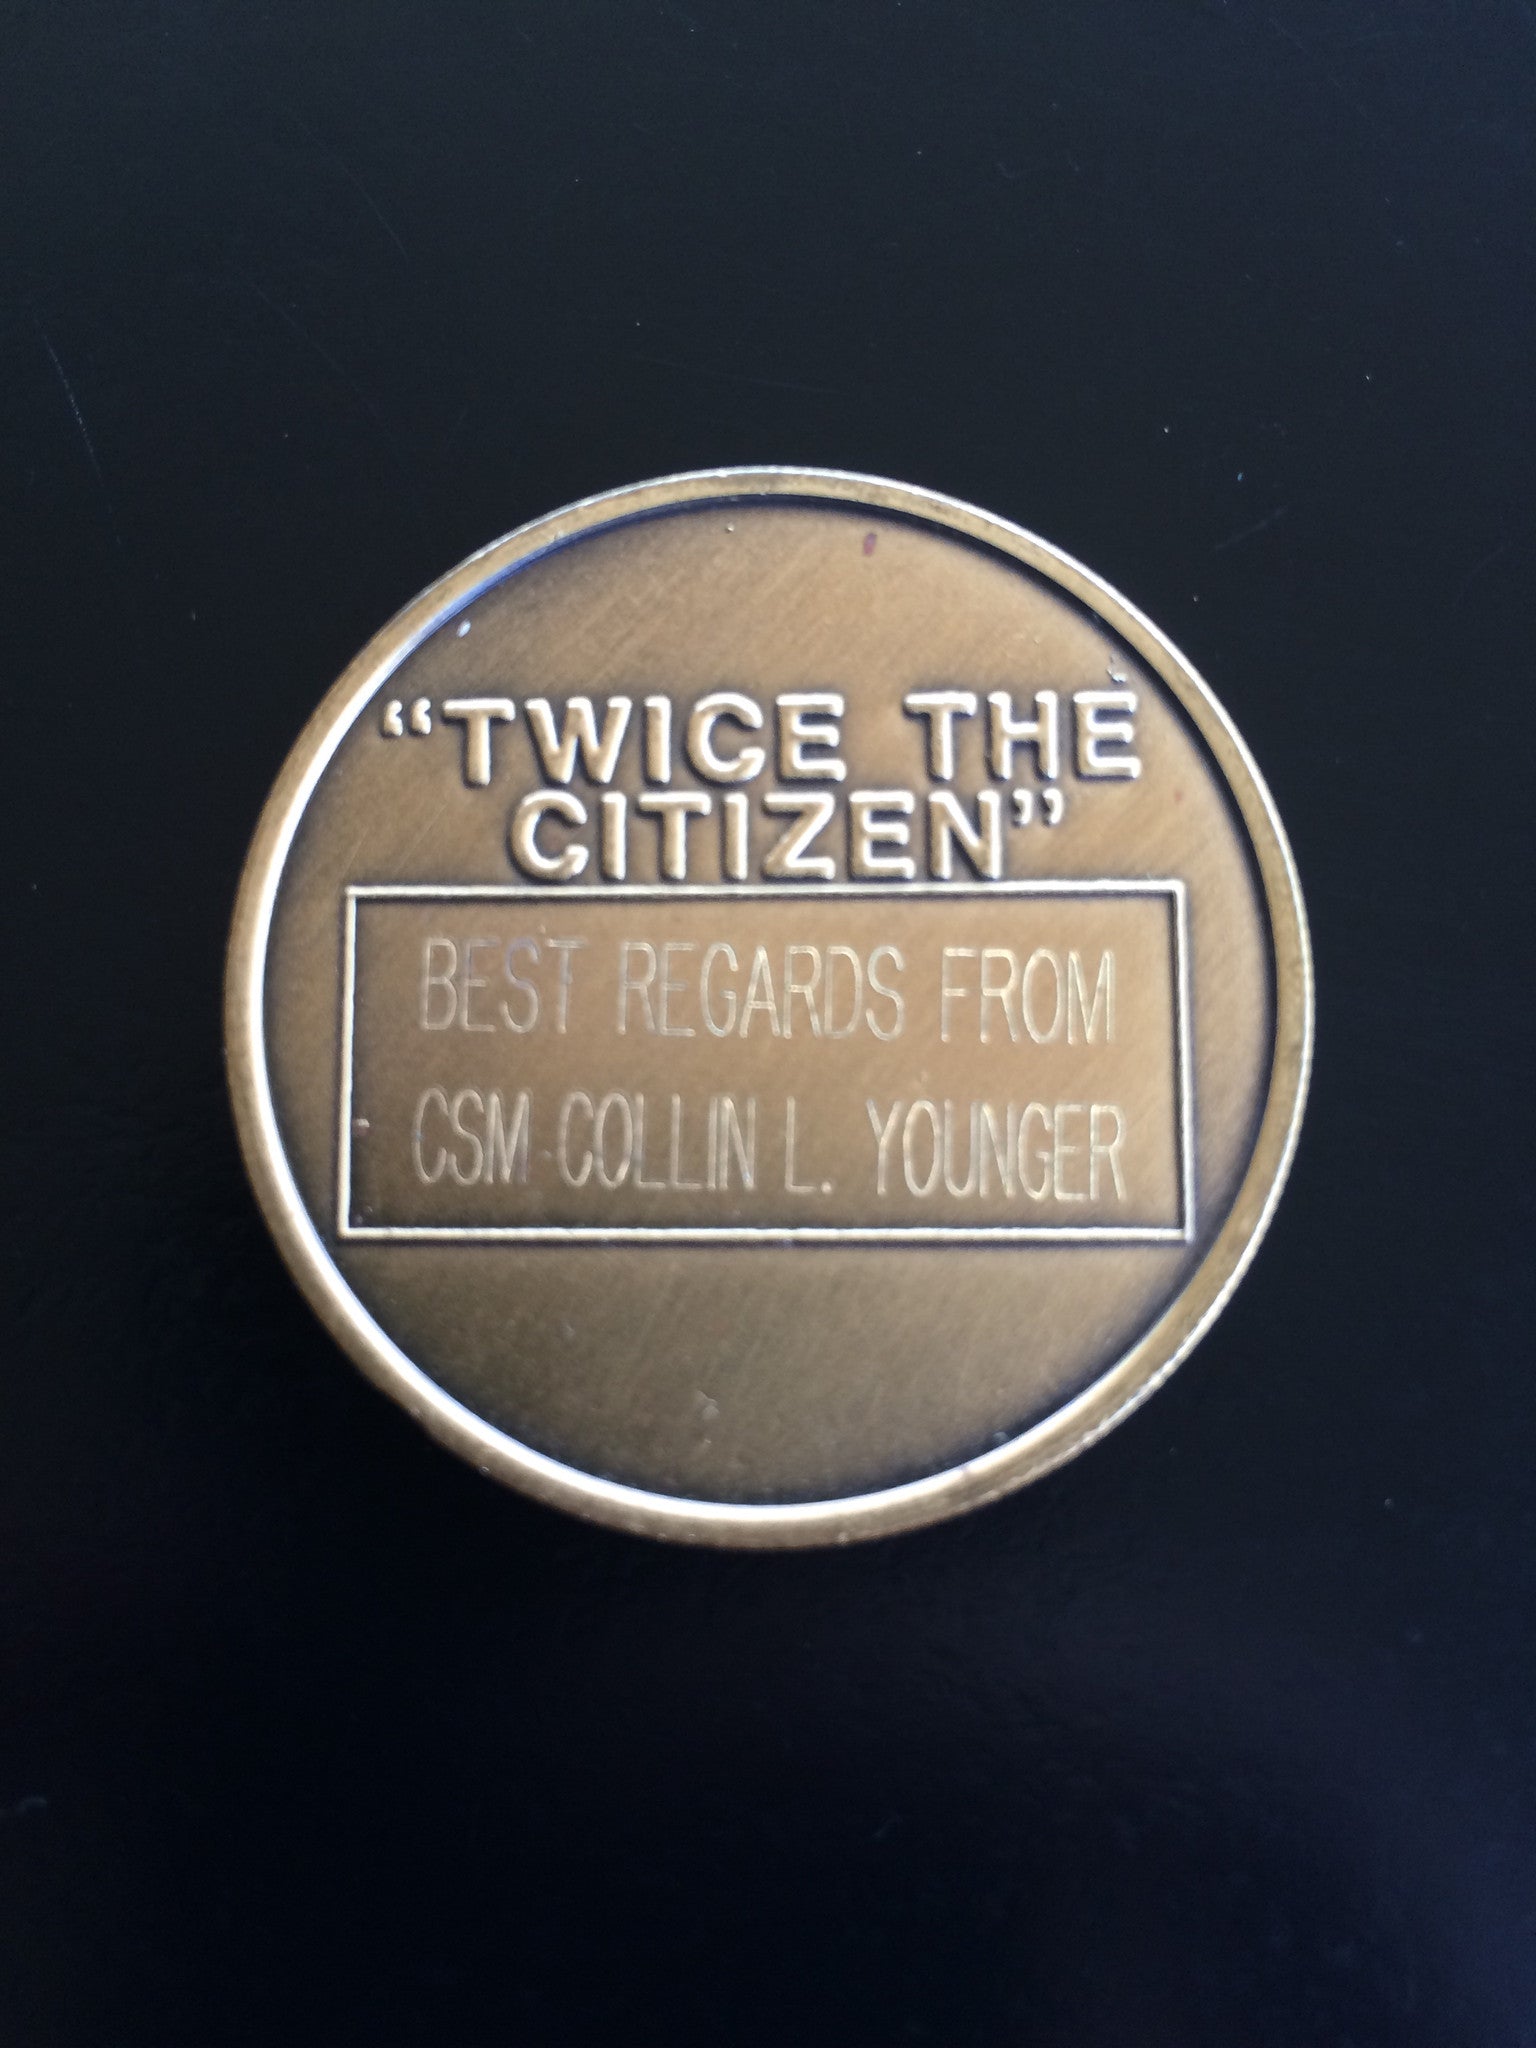 “TWICE THE
CITIZEN”
BEST REGARDS FROM
CSM COLLIN L. YOUNGER